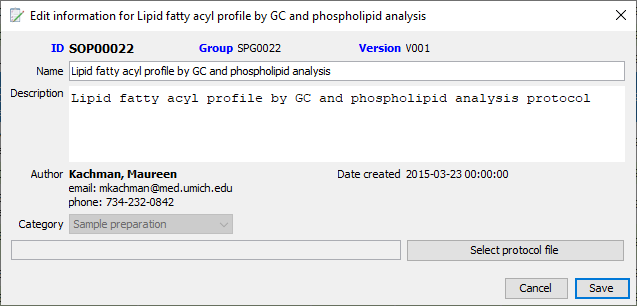 Edit information for Lipid fatty acyl profile by GC and phospholipid analysis
ID SOP00022 Group SPG0022 Version V001
Name Lipid fatty acyl profile by GC and phospholipid analysis
Description Lipid fatty acyl profile by GC and phospholipid analysis protocol
Author Kachman, Maureen Date created 2015-03-23 00:00:00
email: mkachman@med.umich.edu
phone: 734-232-0842
Category Sample preparation
Select protocol file
Cancel Save